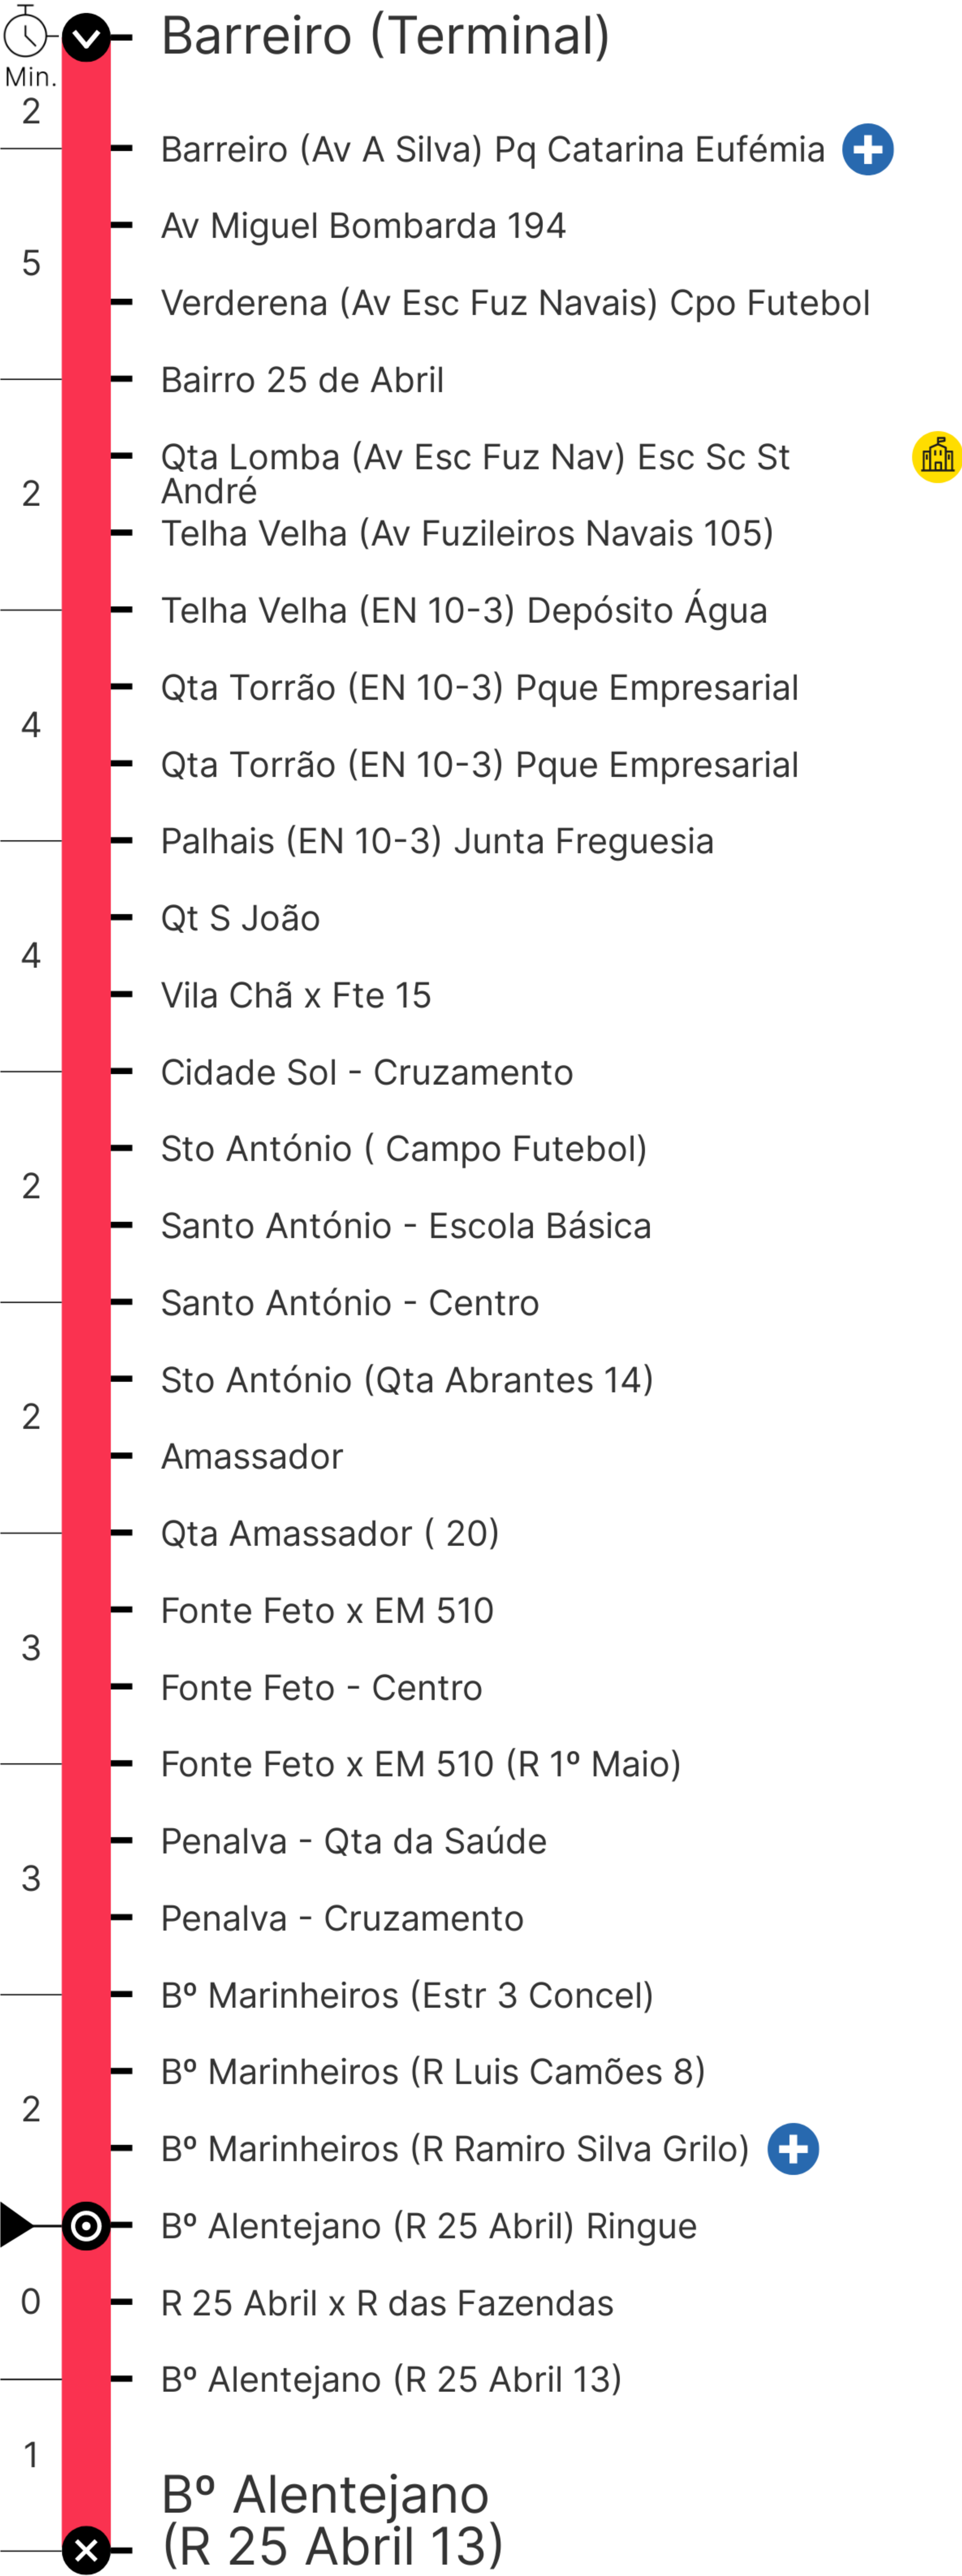 Barreiro (Terminal)
Min.
2
Barreiro (Av A Silva) Pq Catarina Eufémia
Av Miguel Bombarda 194
5
Verderena (Av Esc Fuz Navais) Cpo Futebol
Bairro 25 de Abril
Qta Lomba (Av Esc Fuz Nav) Esc Sc St
André
2
Telha Velha (Av Fuzileiros Navais 105)
Telha Velha (EN 10-3) Depósito Água
Qta Torrão (EN 10-3) Pque Empresarial
4
Qta Torrão (EN 10-3) Pque Empresarial
Palhais (EN 10-3) Junta Freguesia
Qt S João
4
Vila Chã x Fte 15
Cidade Sol - Cruzamento
Sto António ( Campo Futebol)
2
Santo António - Escola Básica
Santo António - Centro
Sto António (Qta Abrantes 14)
2
Amassador
Qta Amassador ( 20)
Fonte Feto x EM 510
3
Fonte Feto - Centro
Fonte Feto x EM 510 (R 1º Maio)
Penalva - Qta da Saúde
3
Penalva - Cruzamento
Bº Marinheiros (Estr 3 Concel)
Bº Marinheiros (R Luis Camões 8)
2
Bº Marinheiros (R Ramiro Silva Grilo)
Bº Alentejano (R 25 Abril) Ringue
0
R 25 Abril x R das Fazendas
Bº Alentejano (R 25 Abril 13)
1
Bº Alentejano
(R 25 Abril 13)